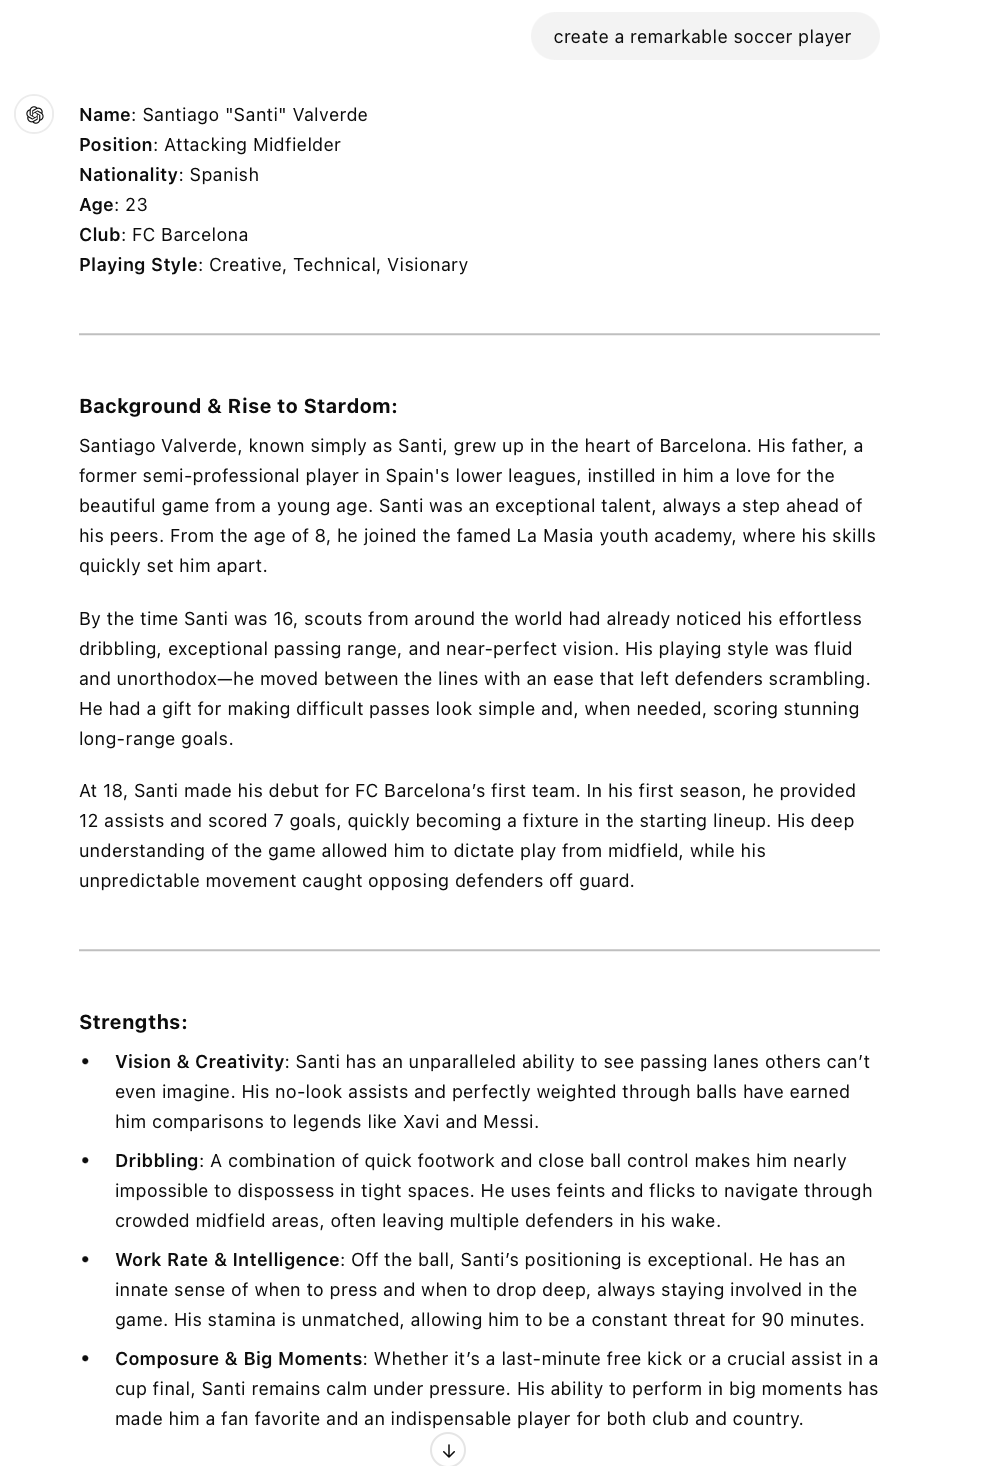 create a remarkable soccer player
Name: Santiago "Santi" Valverde
Position: Attacking Midfielder
Nationality: Spanish
Age: 23
Club: FC Barcelona
Playing Style: Creative, Technical, Visionary
Background & Rise to Stardom:
Santiago Valverde, known simply as Santi, grew up in the heart of Barcelona. His father, a
former semi-professional player in Spain's lower leagues, instilled in him a love for the
beautiful game from a young age. Santi was an exceptional talent, always a step ahead of
his peers. From the age of 8, he joined the famed La Masia youth academy, where his skills
quickly set him apart.
By the time Santi was 16, scouts from around the world had already noticed his effortless
dribbling, exceptional passing range, and near-perfect vision. His playing style was fluid
and unorthodox—he moved between the lines with an ease that left defenders scrambling.
He had a gift for making difficult passes look simple and, when needed, scoring stunning
long-range goals.
At 18, Santi made his debut for FC Barcelona’s first team. In his first season, he provided
12 assists and scored 7 goals, quickly becoming a fixture in the starting lineup. His deep
understanding of the game allowed him to dictate play from midfield, while his
unpredictable movement caught opposing defenders off guard.
Strengths:
• Vision & Creativity: Santi has an unparalleled ability to see passing lanes others can’t
even imagine. His no-look assists and perfectly weighted through balls have earned
him comparisons to legends like Xavi and Messi.
• Dribbling: A combination of quick footwork and close ball control makes him nearly
impossible to dispossess in tight spaces. He uses feints and flicks to navigate through
crowded midfield areas, often leaving multiple defenders in his wake.
• Work Rate & Intelligence: Off the ball, Santi’s positioning is exceptional. He has an
innate sense of when to press and when to drop deep, always staying involved in the
game. His stamina is unmatched, allowing him to be a constant threat for 90 minutes.
• Composure & Big Moments: Whether it’s a last-minute free kick or a crucial assist in a
cup final, Santi remains calm under pressure. His ability to perform in big moments has
made him a fan favorite and an indispensable player for both club and country.